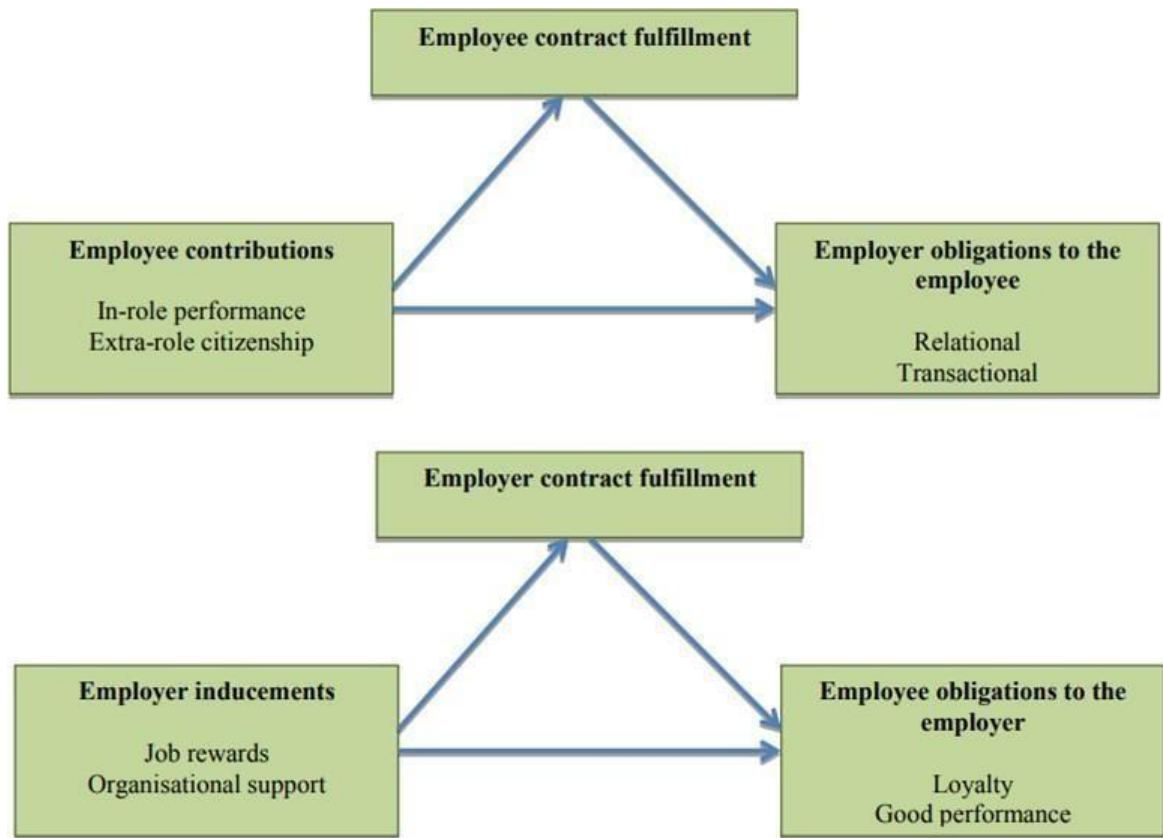 Employee contract fulfillment
Employee contributions
In-role performance
Extra-role citizenship
Employer obligations to the
employee
Relational
Transactional
Employer contract fulfillment
Employer inducements
Job rewards
Organisational support
Employee obligations to the
employer
Loyalty
Good performance